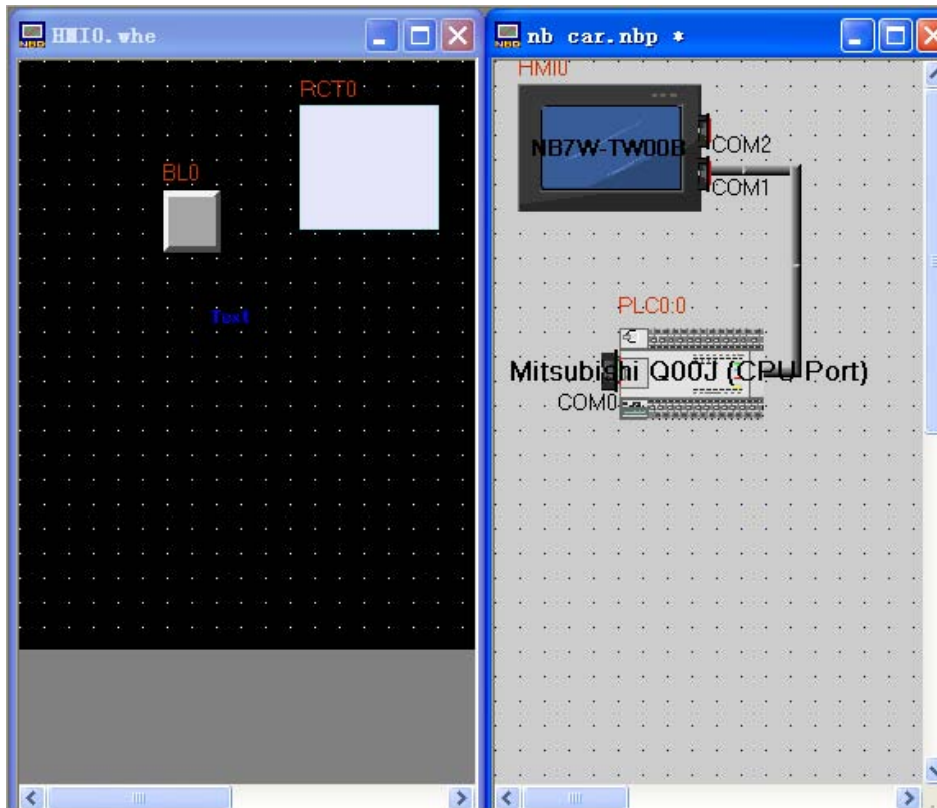 HMI0.whe
RCT0
BL0
Text
nb car.nbp *
HMI0
NB7W-TW00B
COM2
COM1
PLC0:0
Mitsubishi Q00J (CPU Port)
COM0